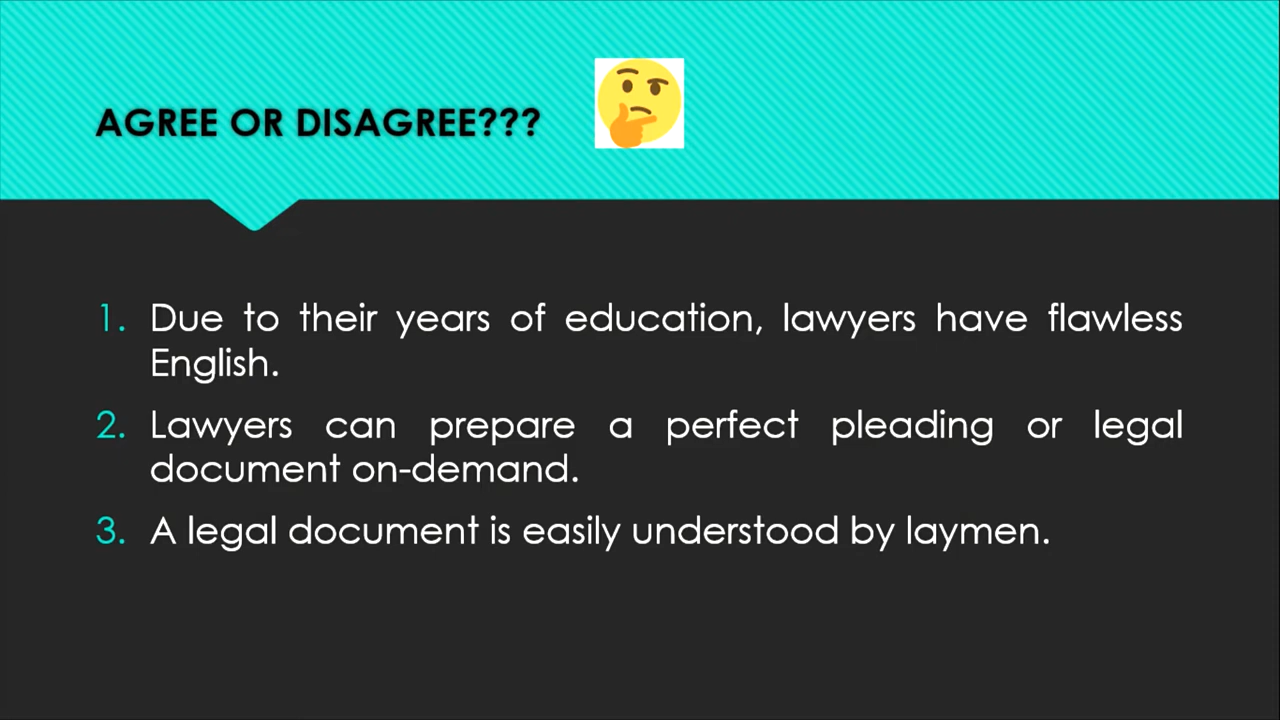 AGREE OR DISAGREE???
1. Due to their years of education, lawyers have flawless
English.
2. Lawyers can prepare a perfect pleading or legal
document on-demand.
3. A legal document is easily understood by laymen.